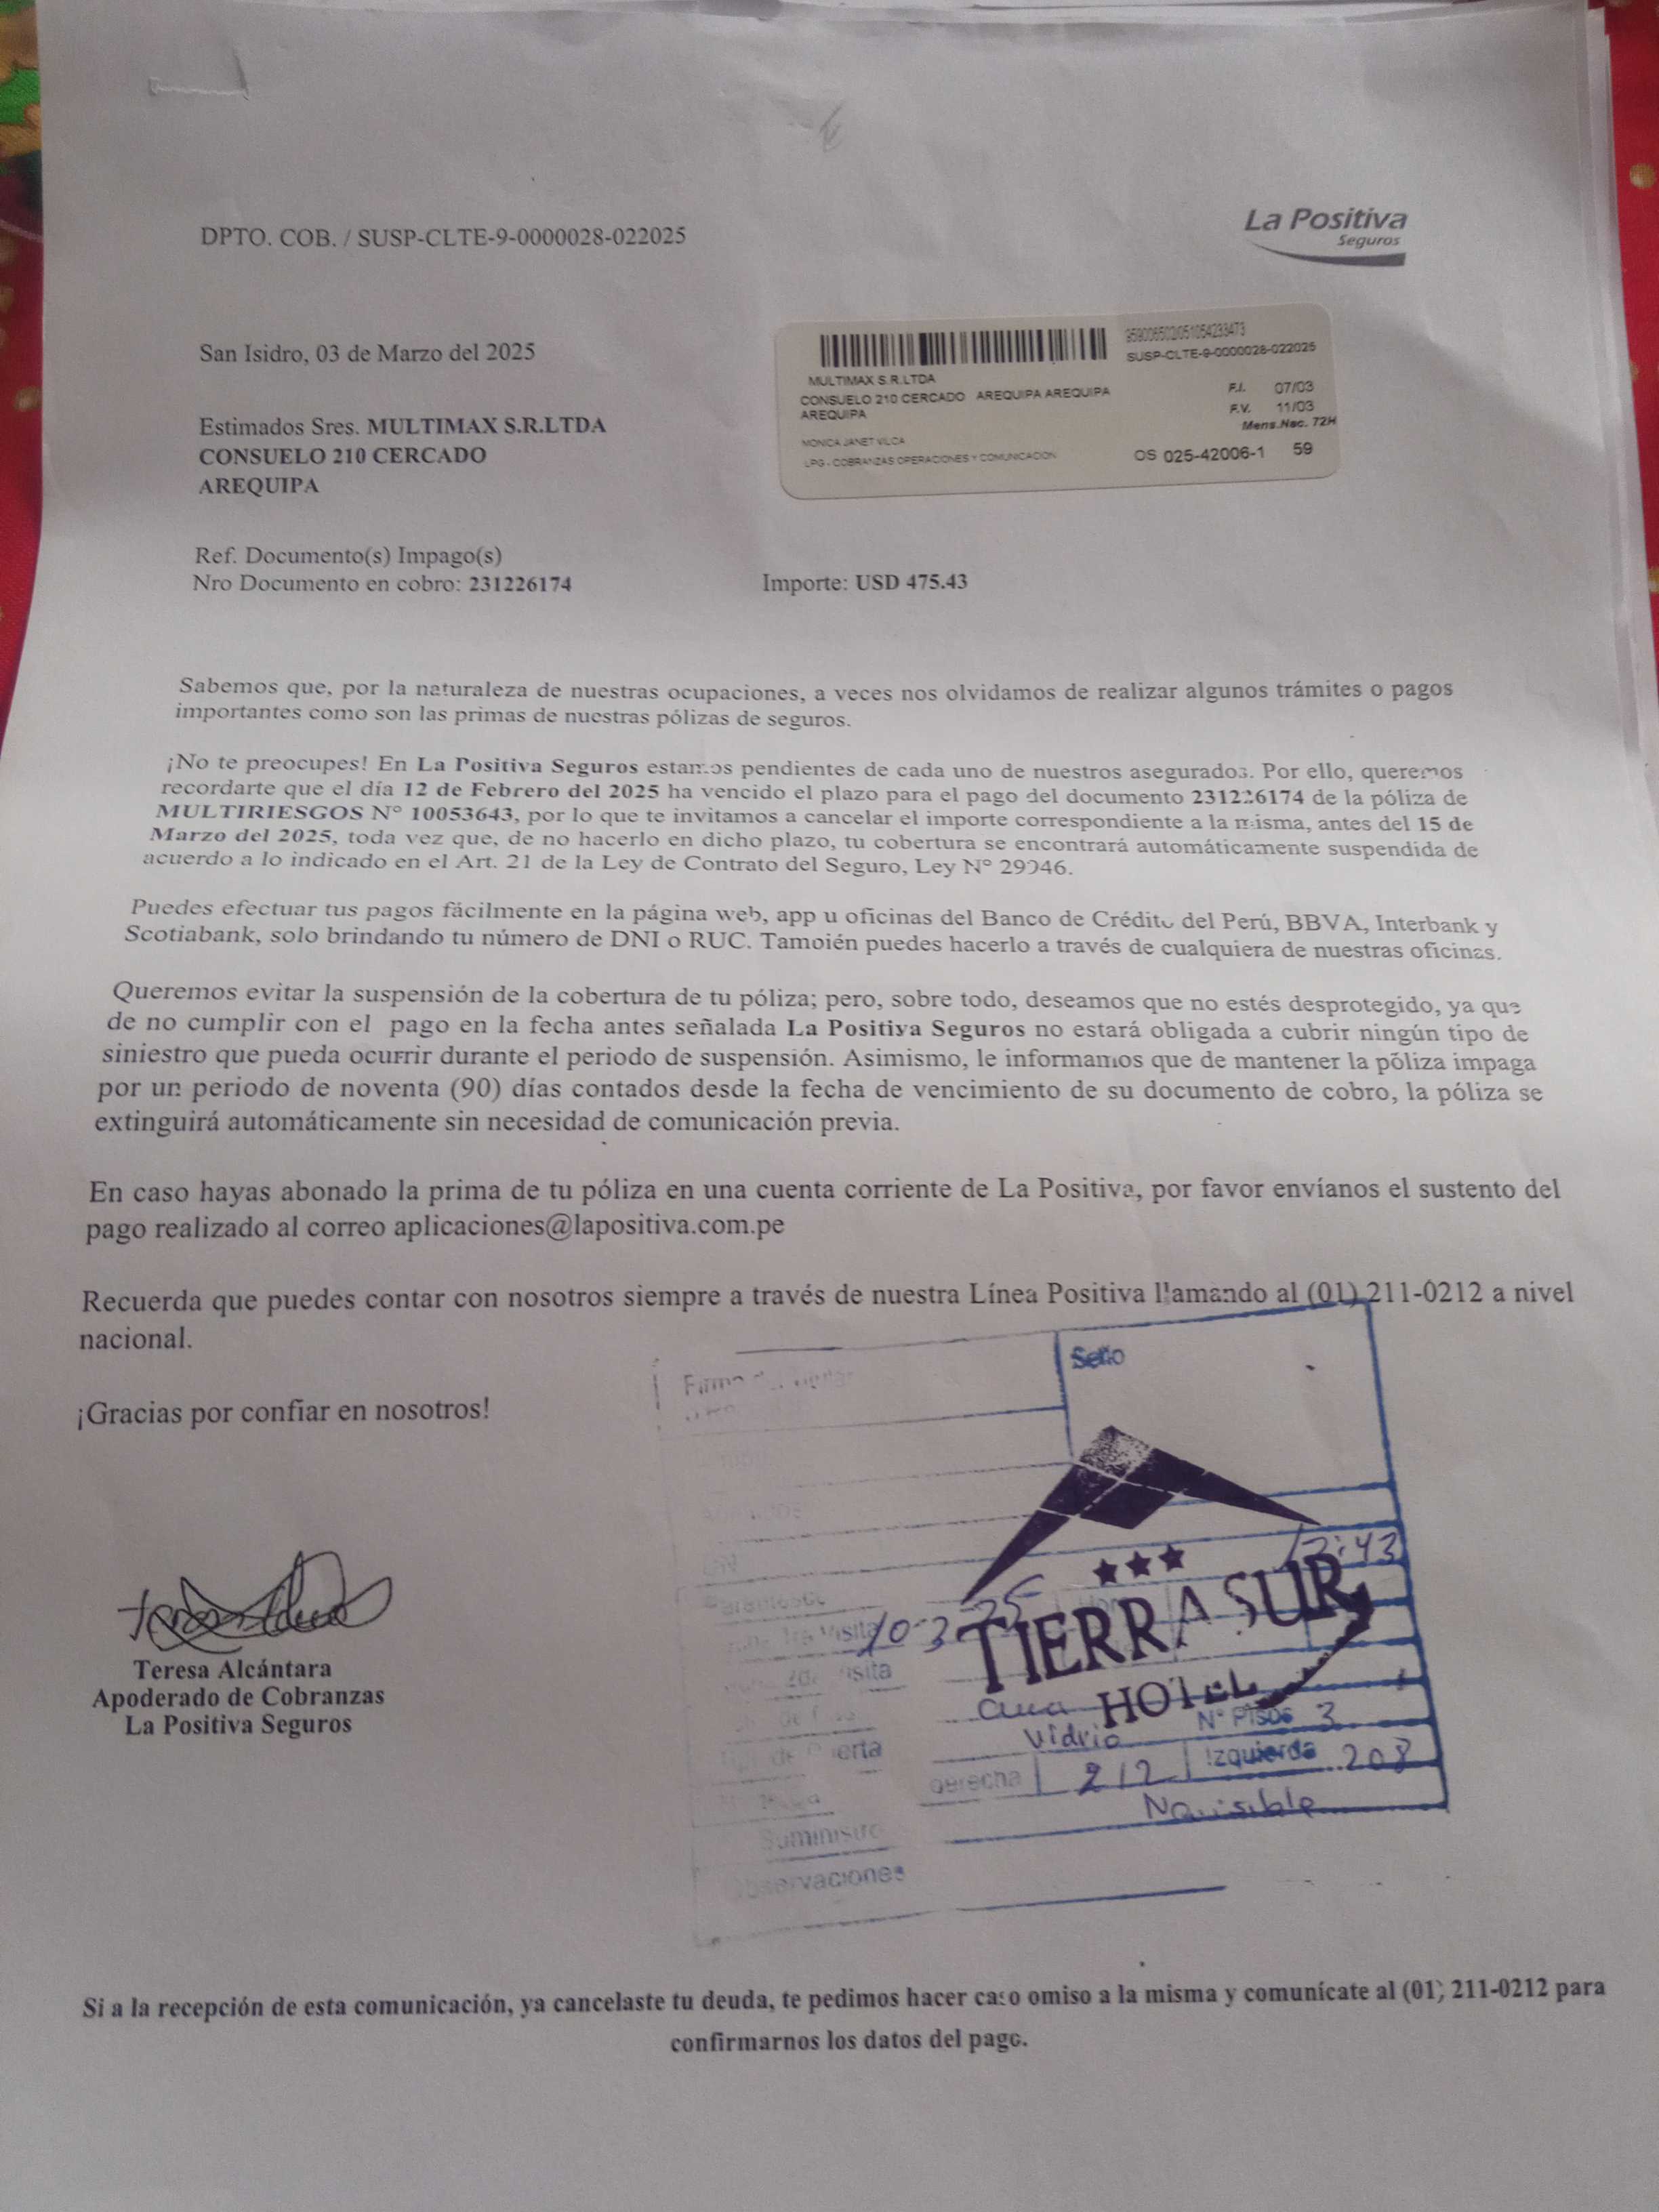 DPTO. COB. / SUSP-CLTE-9-0000028-022025
La Positiva
Seguros
San Isidro, 03 de Marzo del 2025
SUSP-CLTE-9-0000028-022025
MULTIMAX S.R.LTDA
CONSUELO 210 CERCADO AREQUIPA AREQUIPA
AREQUIPA
F.I. 07/03
F.V. 11/03
Mens.Nac. 72H
MONICA JANET VILCA
LPG - COBRANZAS OPERACIONES Y COMUNICACION
OS 025-42006-1 59
Estimados Sres. MULTIMAX S.R.LTDA
CONSUELO 210 CERCADO
AREQUIPA
Ref. Documento(s) Impago(s)
Nro Documento en cobro: 231226174 Importe: USD 475.43
Sabemos que, por la naturaleza de nuestras ocupaciones, a veces nos olvidamos de realizar algunos trámites o pagos
importantes como son las primas de nuestras pólizas de seguros.
¡No te preocupes! En La Positiva Seguros estamos pendientes de cada uno de nuestros asegurados. Por ello, queremos
recordarte que el día 12 de Febrero del 2025 ha vencido el plazo para el pago del documento 231226174 de la póliza de
MULTIRIESGOS N° 10053643, por lo que te invitamos a cancelar el importe correspondiente a la misma, antes del 15 de
Marzo del 2025, toda vez que, de no hacerlo en dicho plazo, tu cobertura se encontrará automáticamente suspendida de
acuerdo a lo indicado en el Art. 21 de la Ley de Contrato del Seguro, Ley N° 29946.
Puedes efectuar tus pagos fácilmente en la página web, app u oficinas del Banco de Crédito del Perú, BBVA, Interbank y
Scotiabank, solo brindando tu número de DNI o RUC. También puedes hacerlo a través de cualquiera de nuestras oficinas.
Queremos evitar la suspensión de la cobertura de tu póliza; pero, sobre todo, deseamos que no estés desprotegido, ya que
de no cumplir con el pago en la fecha antes señalada La Positiva Seguros no estará obligada a cubrir ningún tipo de
siniestro que pueda ocurrir durante el periodo de suspensión. Asimismo, le informamos que de mantener la póliza impaga
por un periodo de noventa (90) días contados desde la fecha de vencimiento de su documento de cobro, la póliza se
extinguirá automáticamente sin necesidad de comunicación previa.
En caso hayas abonado la prima de tu póliza en una cuenta corriente de La Positiva, por favor envíanos el sustento del
pago realizado al correo aplicaciones@lapositiva.com.pe
Recuerda que puedes contar con nosotros siempre a través de nuestra Línea Positiva llamando al (01) 211-0212 a nivel
nacional.
Sello
¡Gracias por confiar en nosotros!
TIERRA SUR
HOTEL
Visita 10-3-25
Vidrio N° Pisos 3
derecha 212 Izquierda 208
Suministro
Observaciones
Teresa Alcántara
Apoderado de Cobranzas
La Positiva Seguros
Si a la recepción de esta comunicación, ya cancelaste tu deuda, te pedimos hacer caso omiso a la misma y comunícate al (01) 211-0212 para
confirmarnos los datos del pago.